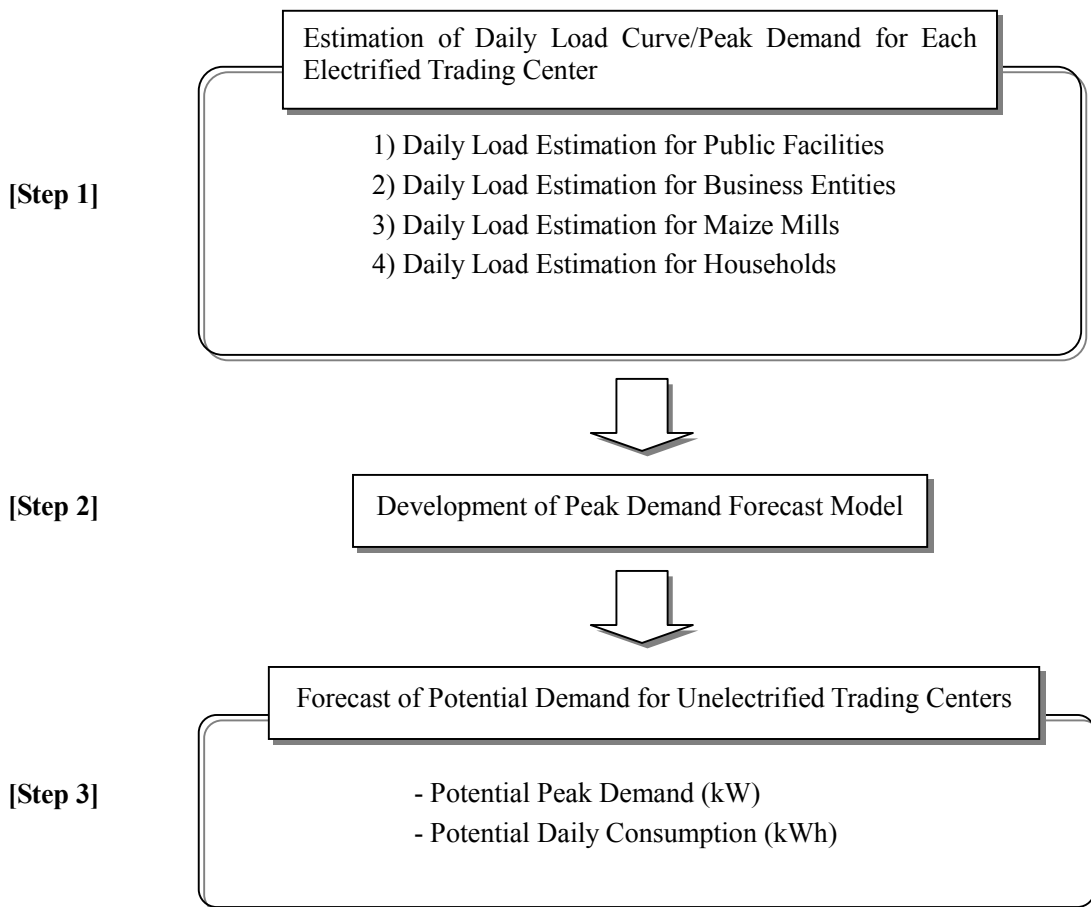 Estimation of Daily Load Curve/Peak Demand for Each
Electrified Trading Center
[Step 1]
1) Daily Load Estimation for Public Facilities
2) Daily Load Estimation for Business Entities
3) Daily Load Estimation for Maize Mills
4) Daily Load Estimation for Households
[Step 2]
Development of Peak Demand Forecast Model
Forecast of Potential Demand for Unelectrified Trading Centers
[Step 3]
- Potential Peak Demand (kW)
- Potential Daily Consumption (kWh)